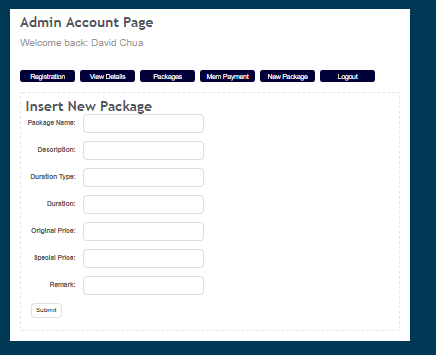 Admin Account Page
Welcome back: David Chua
Registration View Details Packages Mem Payment New Package Logout
Insert New Package
Package Name:
Description:
Duration Type:
Duration:
Original Price:
Special Price:
Remark:
Submit